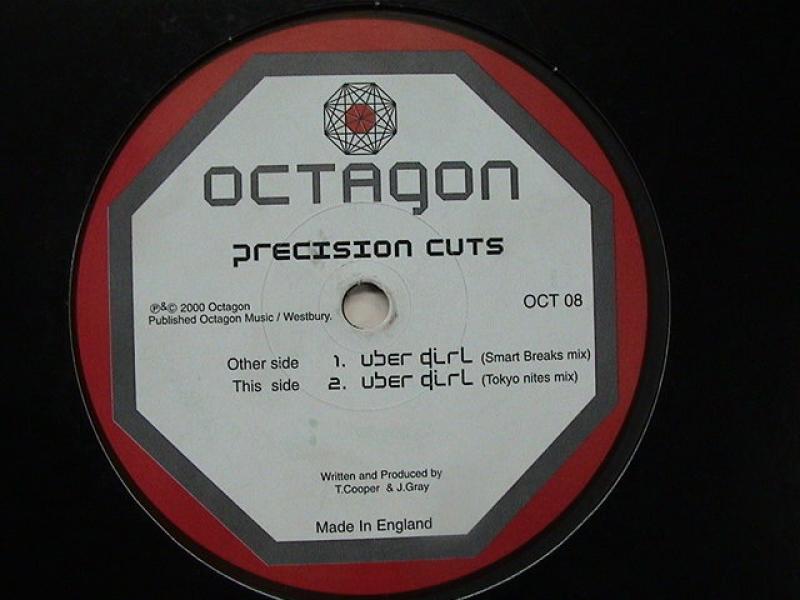 OCTAGON
PRECISION CUTS
℗&© 2000 Octagon
Published Octagon Music / Westbury.
OCT 08
Other side 1. uber girl (Smart Breaks mix)
This side 2. uber girl (Tokyo nites mix)
Written and Produced by
T.Cooper & J.Gray
Made In England